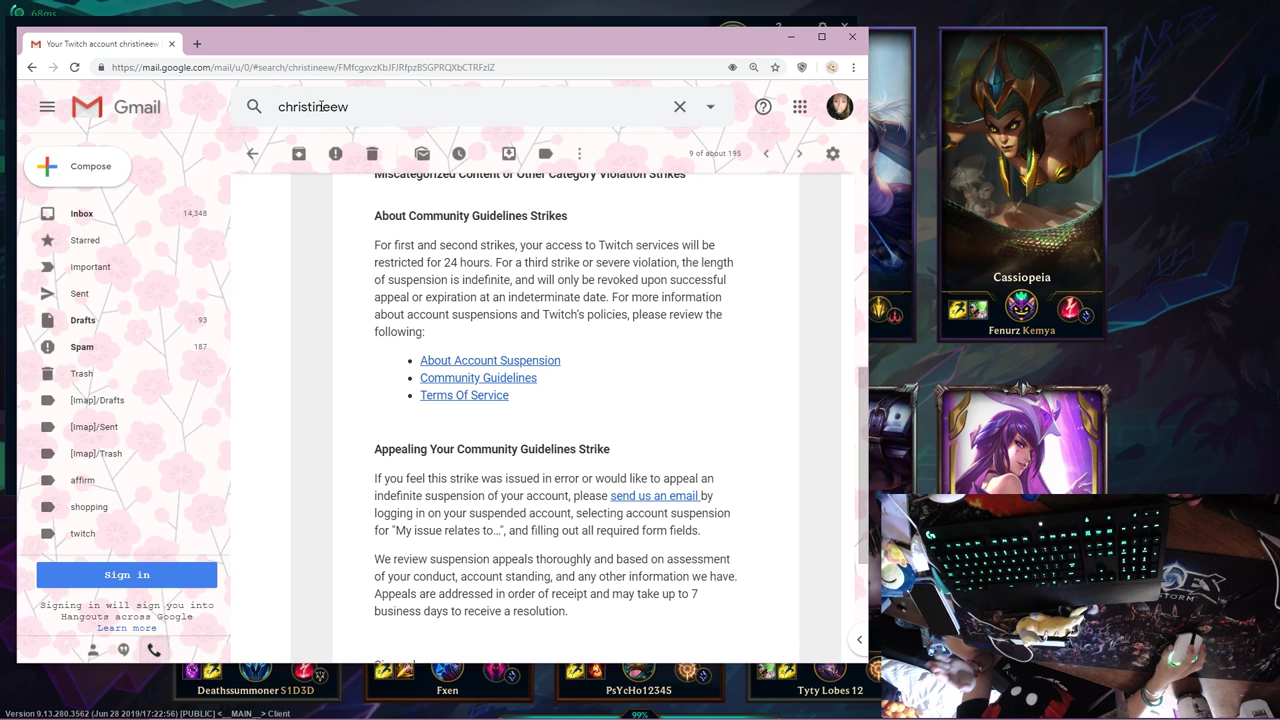 68ms
Your Twitch account christineew
https://mail.google.com/mail/u/0/#search/christineew/FMfcgxvzKbJFJRfpzBSGPRQXbCTRFzIZ
Gmail
christineew
Compose
9 of about 195
Inbox 14,348
Starred
Important
Sent
Drafts 93
Spam 187
Trash
[Imap]/Drafts
[Imap]/Sent
[Imap]/Trash
affirm
shopping
twitch
Sign in
Signing in will sign you into
Hangouts across Google
Learn more
Miscategorized Content or Other Category Violation Strikes
About Community Guidelines Strikes
For first and second strikes, your access to Twitch services will be
restricted for 24 hours. For a third strike or severe violation, the length
of suspension is indefinite, and will only be revoked upon successful
appeal or expiration at an indeterminate date. For more information
about account suspensions and Twitch's policies, please review the
following:
• About Account Suspension
• Community Guidelines
• Terms Of Service
Appealing Your Community Guidelines Strike
If you feel this strike was issued in error or would like to appeal an
indefinite suspension of your account, please send us an email by
logging in on your suspended account, selecting account suspension
for "My issue relates to…", and filling out all required form fields.
We review suspension appeals thoroughly and based on assessment
of your conduct, account standing, and any other information we have.
Appeals are addressed in order of receipt and may take up to 7
business days to receive a resolution.
Cassiopeia
Fenurz Kemya
STORM
Deathssummoner S1D3D
Fxen
PsYcHo12345
Tyty Lobes 12
99%
Version 9.13.280.3562 (Jun 28 2019/17:22:56) [PUBLIC] <__MAIN__> Client